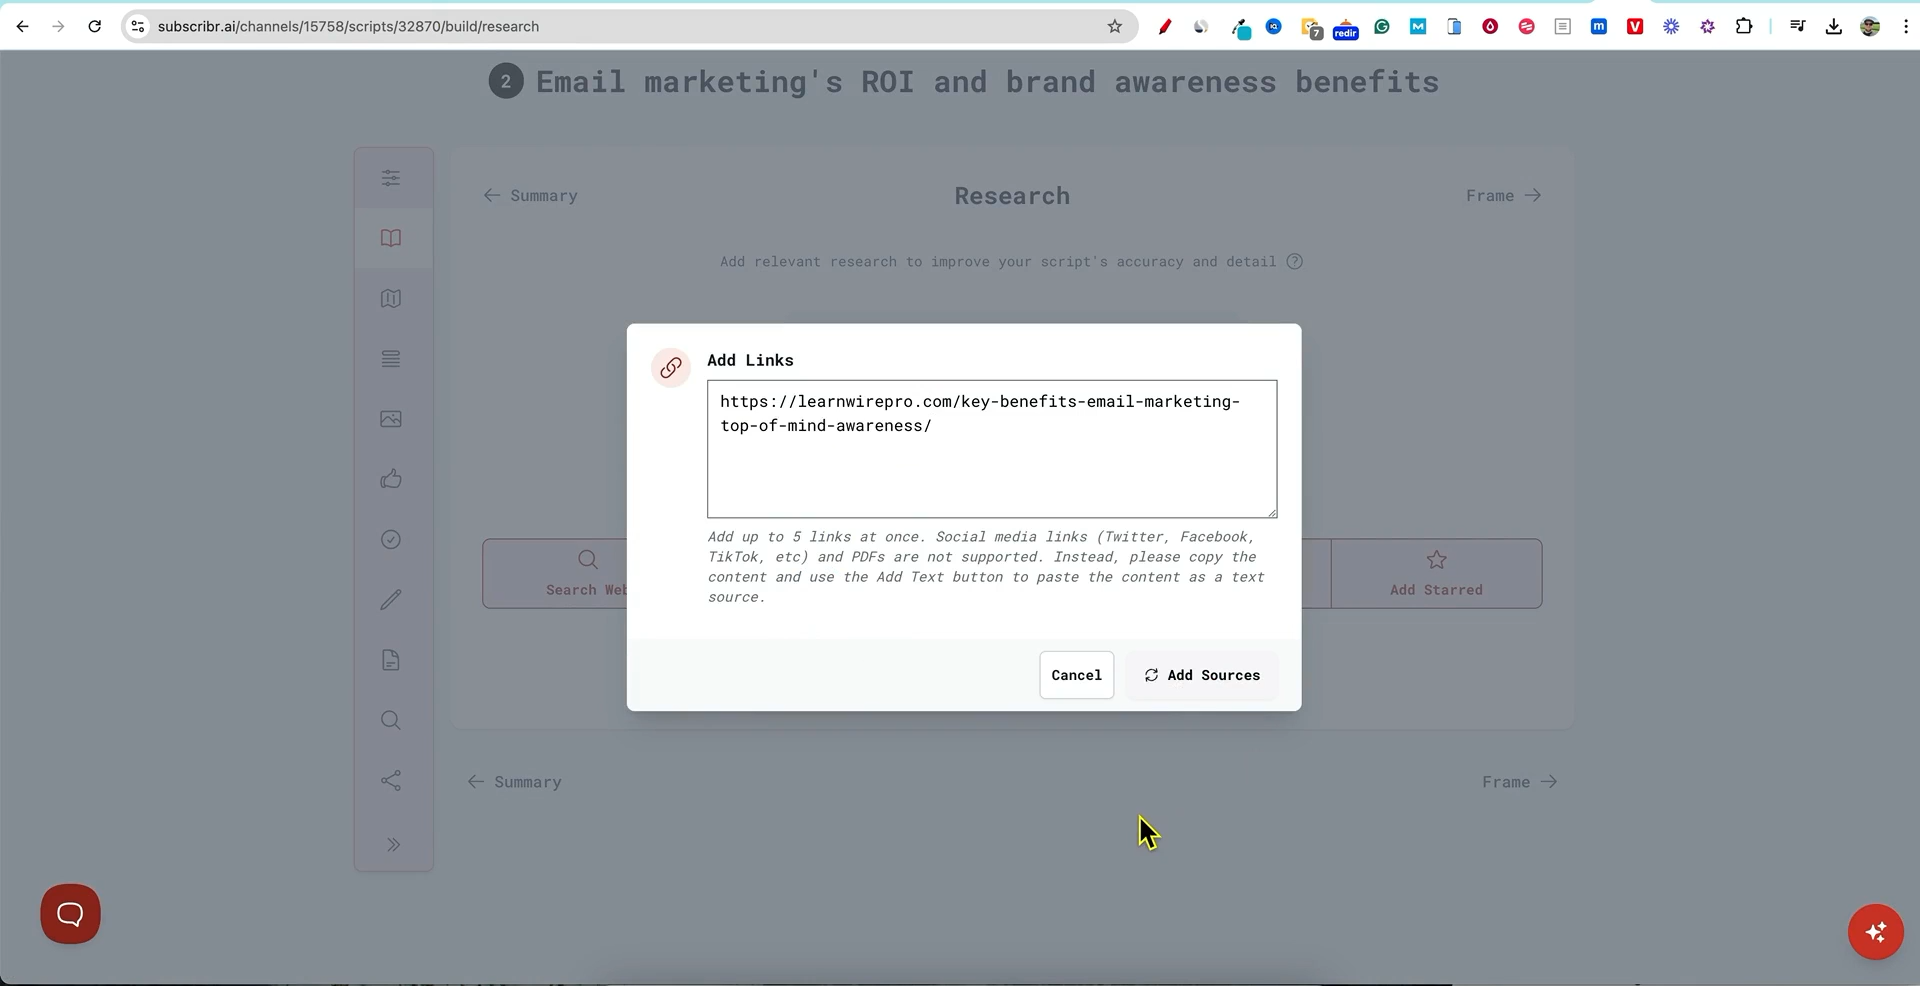 subscribr.ai/channels/15758/scripts/32870/build/research
7
redir
M
m
V
2 Email marketing's ROI and brand awareness benefits
← Summary
Research
Frame →
Add relevant research to improve your script's accuracy and detail ?
Add Links
https://learnwirepro.com/key-benefits-email-marketing-
top-of-mind-awareness/
Add up to 5 links at once. Social media links (Twitter, Facebook,
TikTok, etc) and PDFs are not supported. Instead, please copy the
content and use the Add Text button to paste the content as a text
source.
Search Web
Add Starred
Cancel
Add Sources
← Summary
Frame →